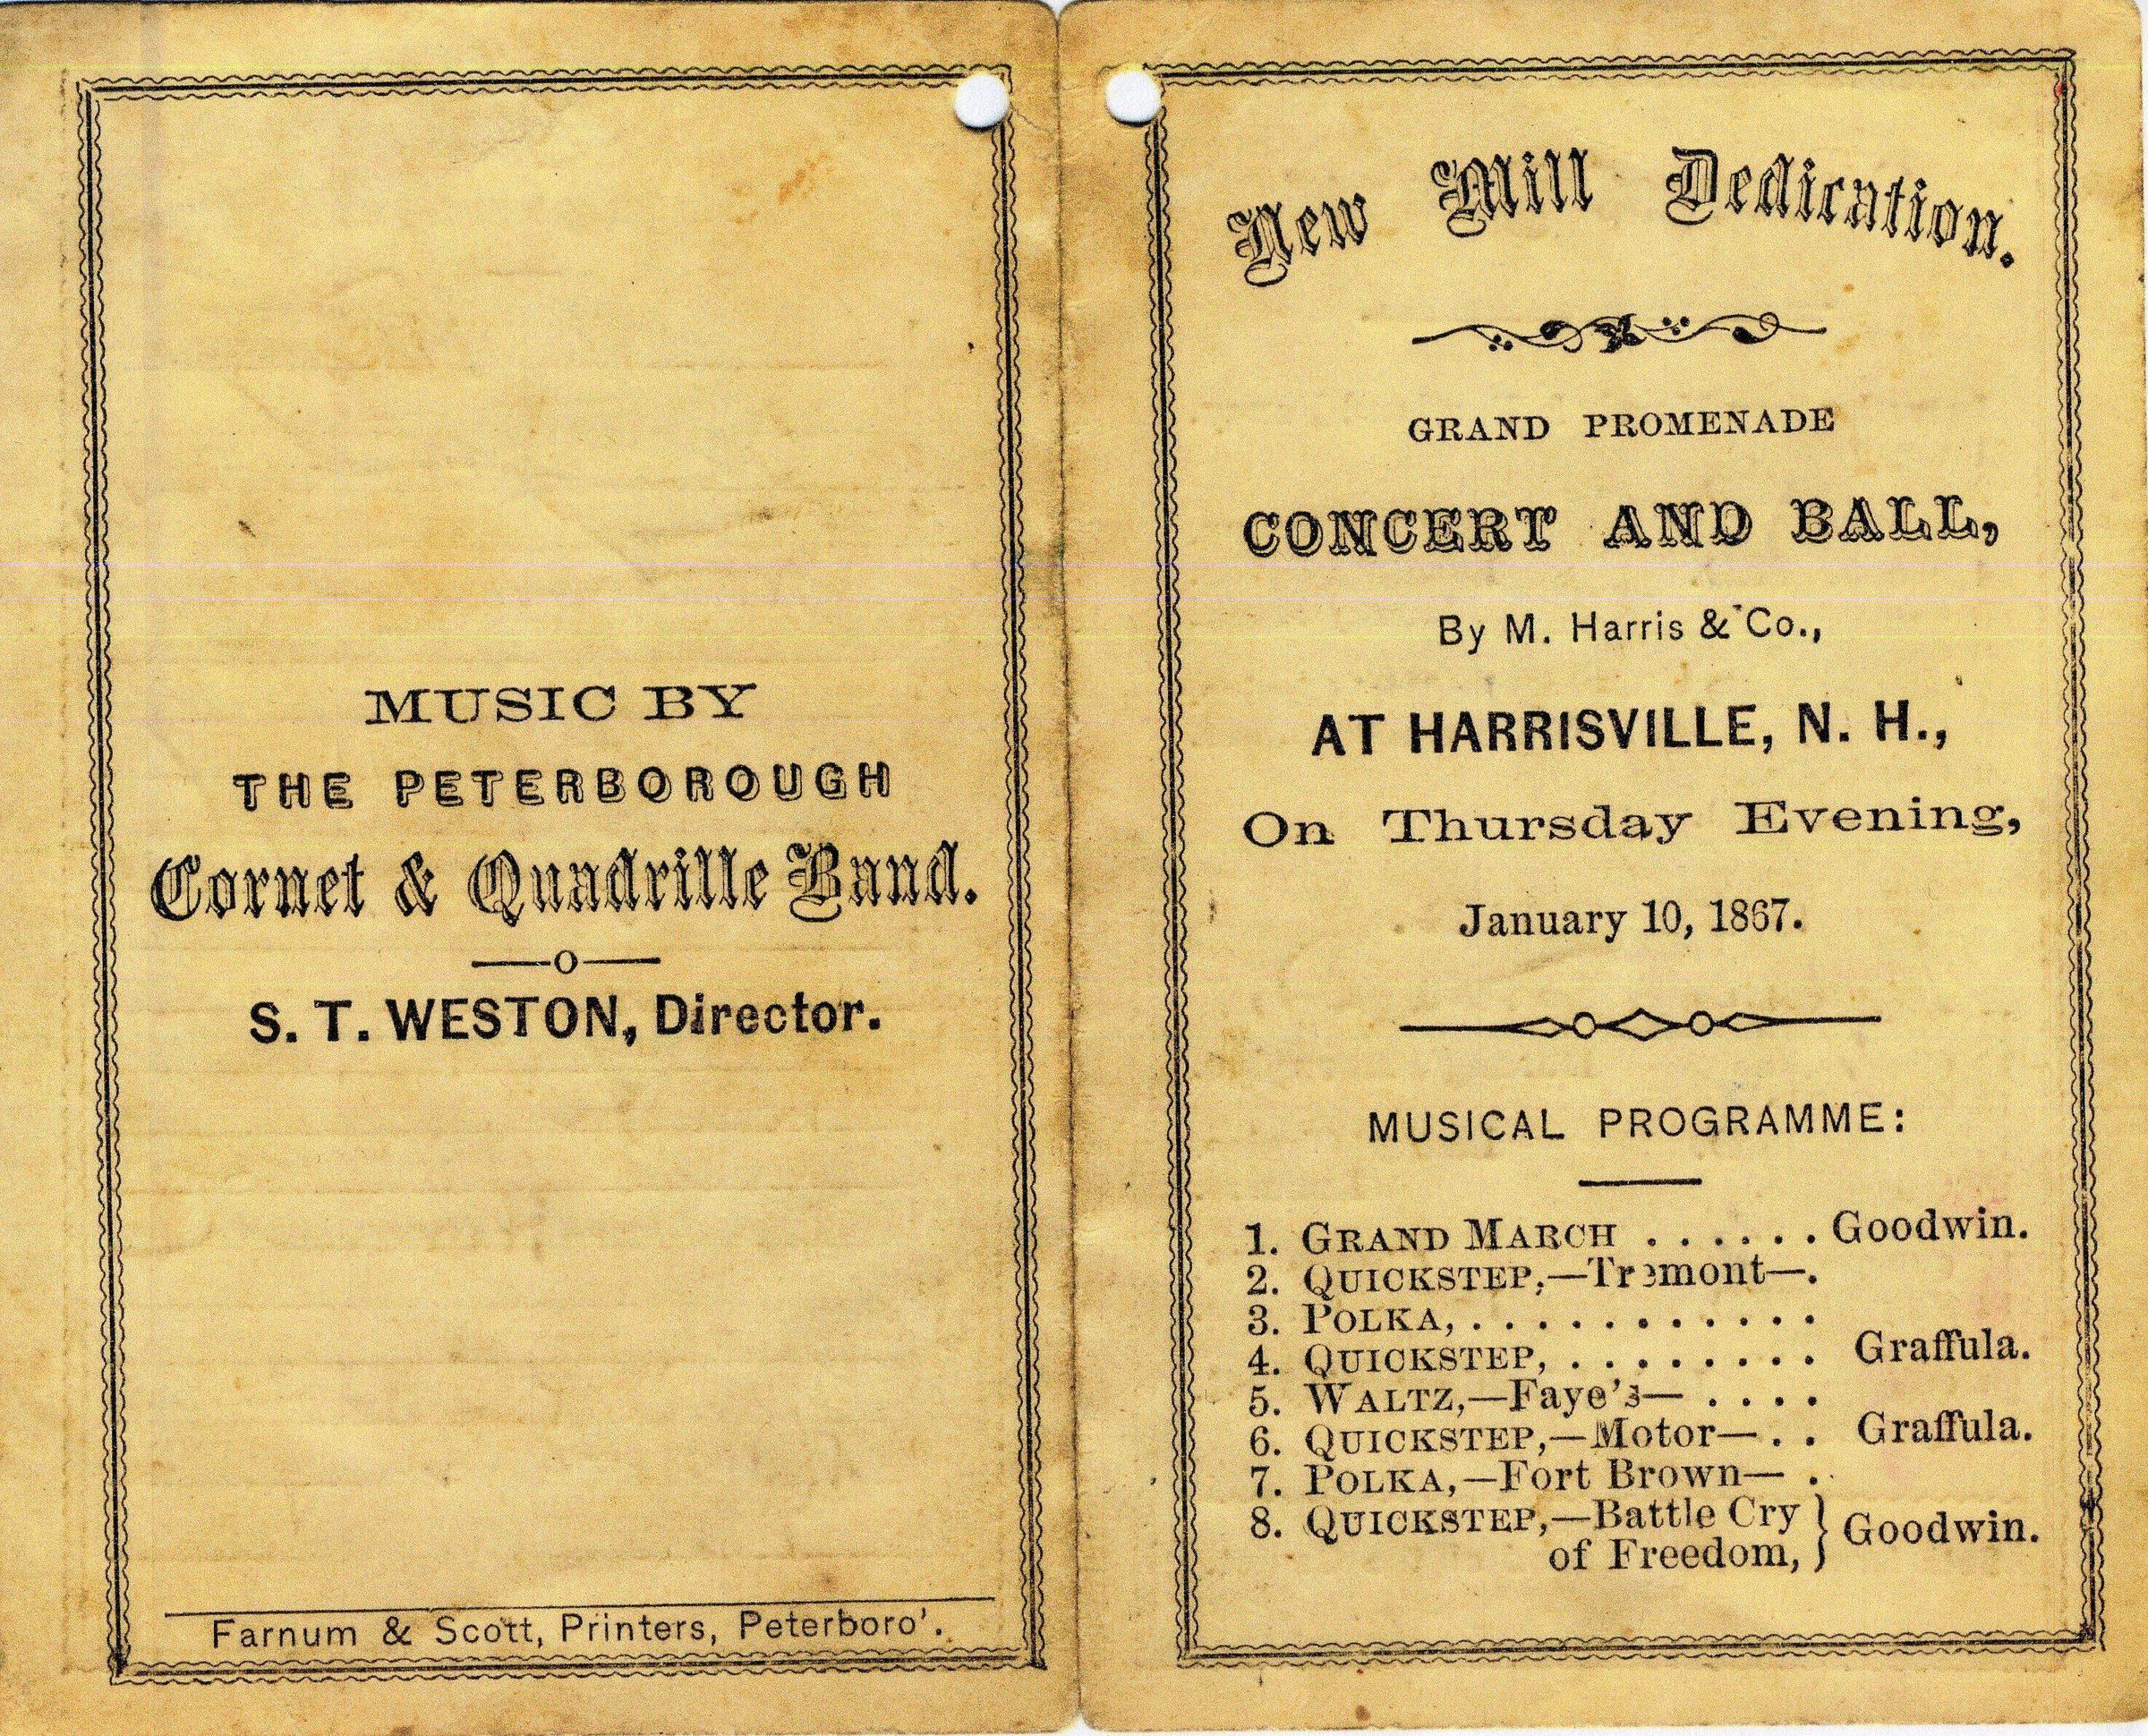 MUSIC BY
THE PETERBOROUGH
Cornet & Quadrille Band.
—o—
S. T. WESTON, Director.
Farnum & Scott, Printers, Peterboro'.
New Mill Dedication.
GRAND PROMENADE
CONCERT AND BALL,
By M. Harris & Co.,
AT HARRISVILLE, N. H.,
On Thursday Evening,
January 10, 1867.
MUSICAL PROGRAMME:
1. GRAND MARCH . . . . . . Goodwin.
2. QUICKSTEP,—Tremont—.
3. POLKA, . . . . . . . . . . .
4. QUICKSTEP, . . . . . . . . Graffula.
5. WALTZ,—Faye's— . . . .
6. QUICKSTEP,—Motor—. . Graffula.
7. POLKA,—Fort Brown— .
8. QUICKSTEP,—Battle Cry
of Freedom, } Goodwin.